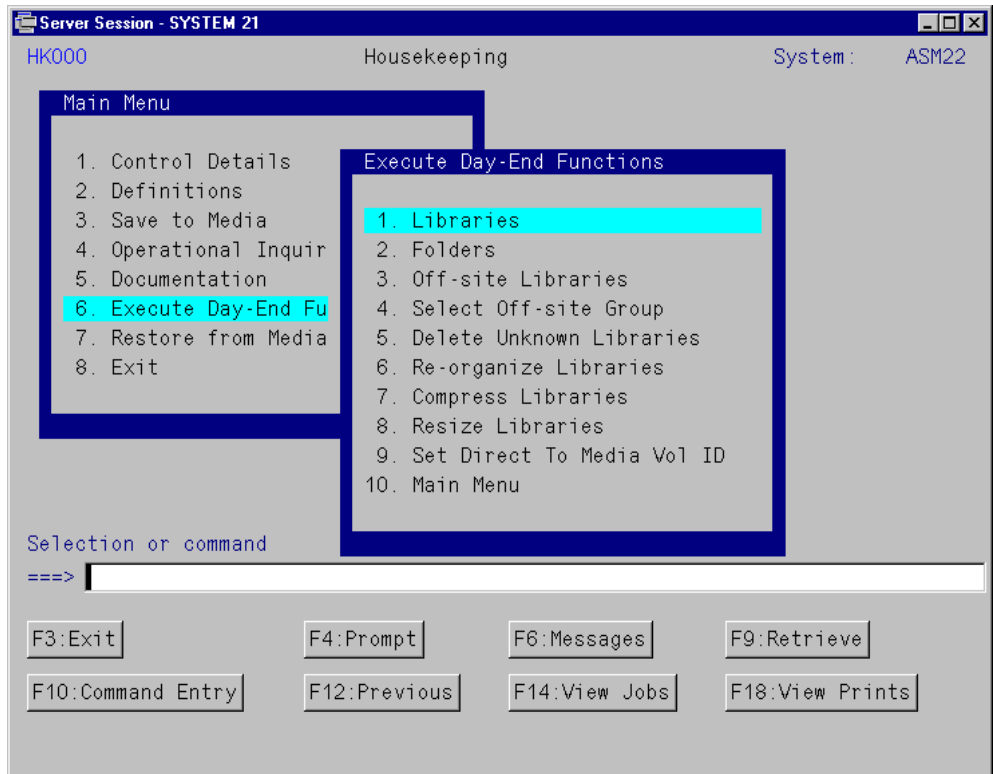 Server Session - SYSTEM 21
HK000 Housekeeping System: ASM22
Main Menu
1. Control Details
2. Definitions
3. Save to Media
4. Operational Inquir
5. Documentation
6. Execute Day-End Fu
7. Restore from Media
8. Exit
Execute Day-End Functions
1. Libraries
2. Folders
3. Off-site Libraries
4. Select Off-site Group
5. Delete Unknown Libraries
6. Re-organize Libraries
7. Compress Libraries
8. Resize Libraries
9. Set Direct To Media Vol ID
10. Main Menu
Selection or command
===>
F3:Exit F4:Prompt F6:Messages F9:Retrieve
F10:Command Entry F12:Previous F14:View Jobs F18:View Prints